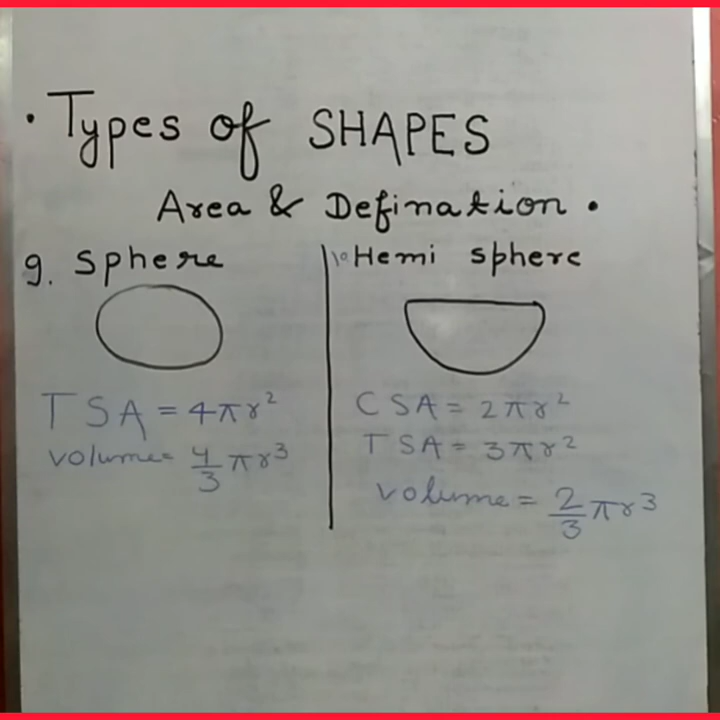 · Types of SHAPES
Area & Defination .
9. Sphere
TSA = 4πr²
volume = 4/3 πr³
10. Hemi sphere
CSA = 2πr²
TSA = 3πr²
volume = 2/3 πr³